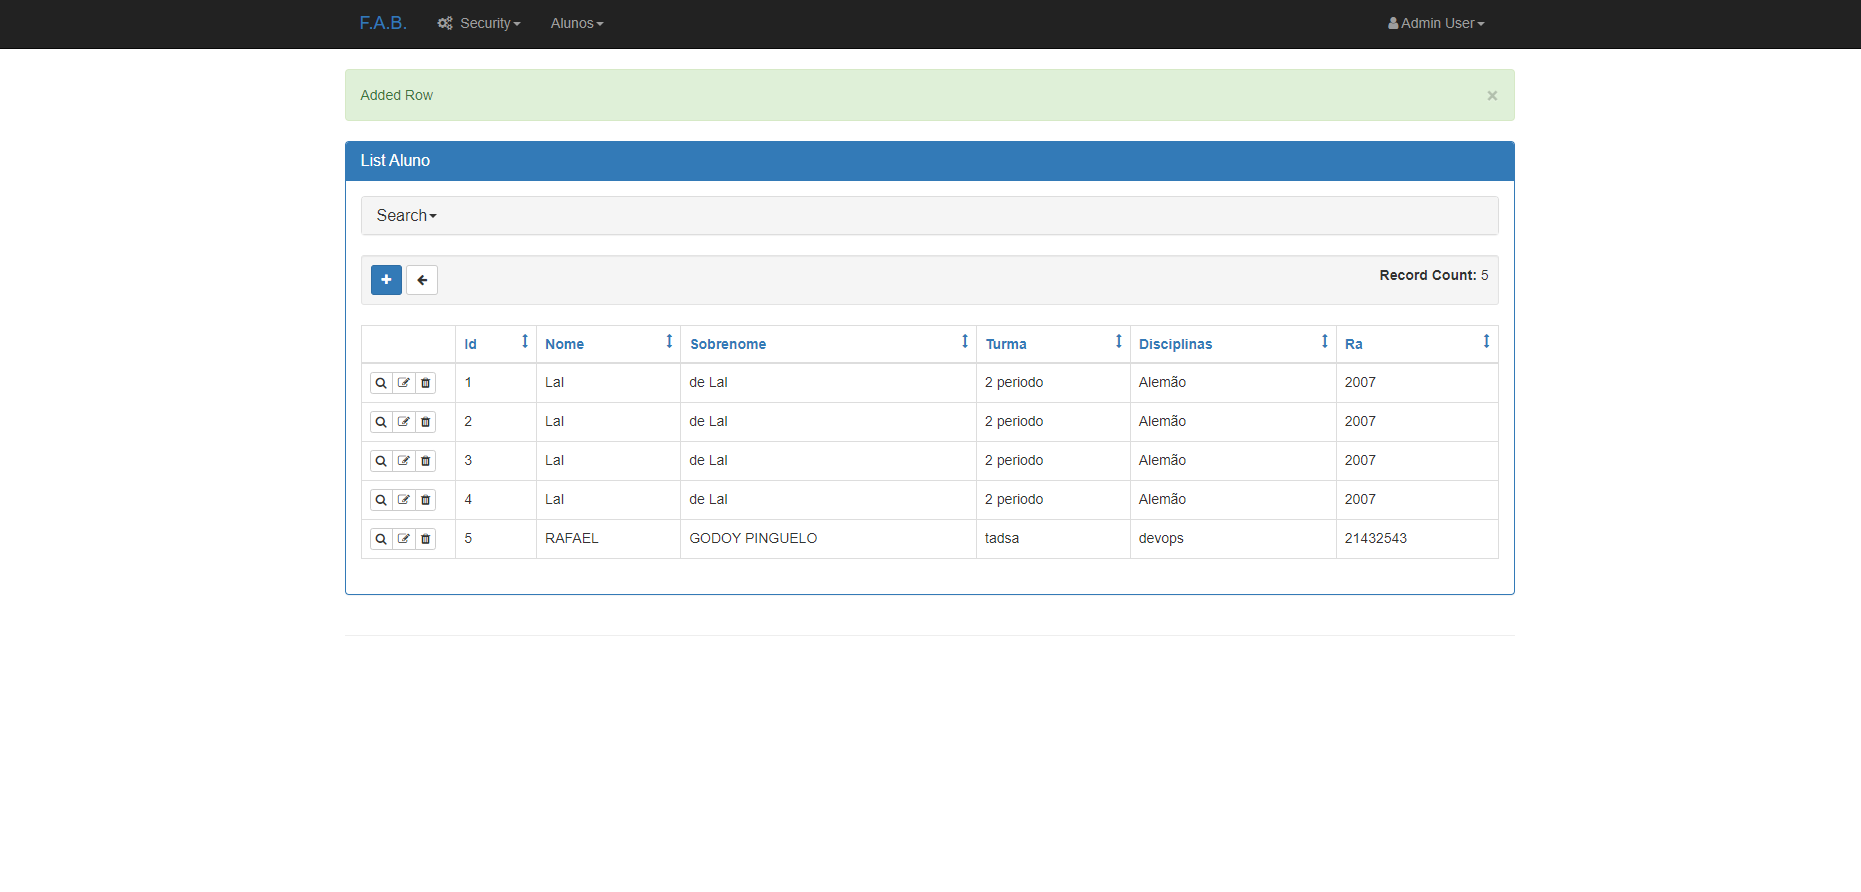 F.A.B. Security Alunos Admin User
Added Row ×
List Aluno
Search
Record Count: 5
Id Nome Sobrenome Turma Disciplinas Ra
1 Lal de Lal 2 periodo Alemão 2007
2 Lal de Lal 2 periodo Alemão 2007
3 Lal de Lal 2 periodo Alemão 2007
4 Lal de Lal 2 periodo Alemão 2007
5 RAFAEL GODOY PINGUELO tadsa devops 21432543